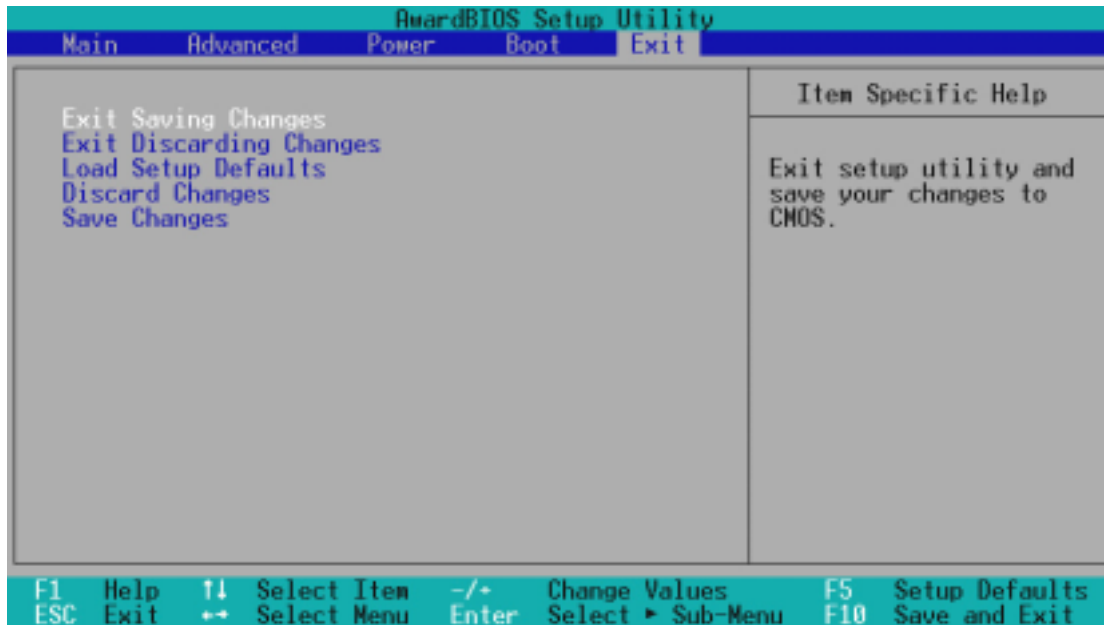 AwardBIOS Setup Utility
Main Advanced Power Boot Exit
Exit Saving Changes
Exit Discarding Changes
Load Setup Defaults
Discard Changes
Save Changes
Item Specific Help
Exit setup utility and
save your changes to
CMOS.
F1 Help ↑↓ Select Item -/+ Change Values F5 Setup Defaults
ESC Exit ←→ Select Menu Enter Select ► Sub-Menu F10 Save and Exit